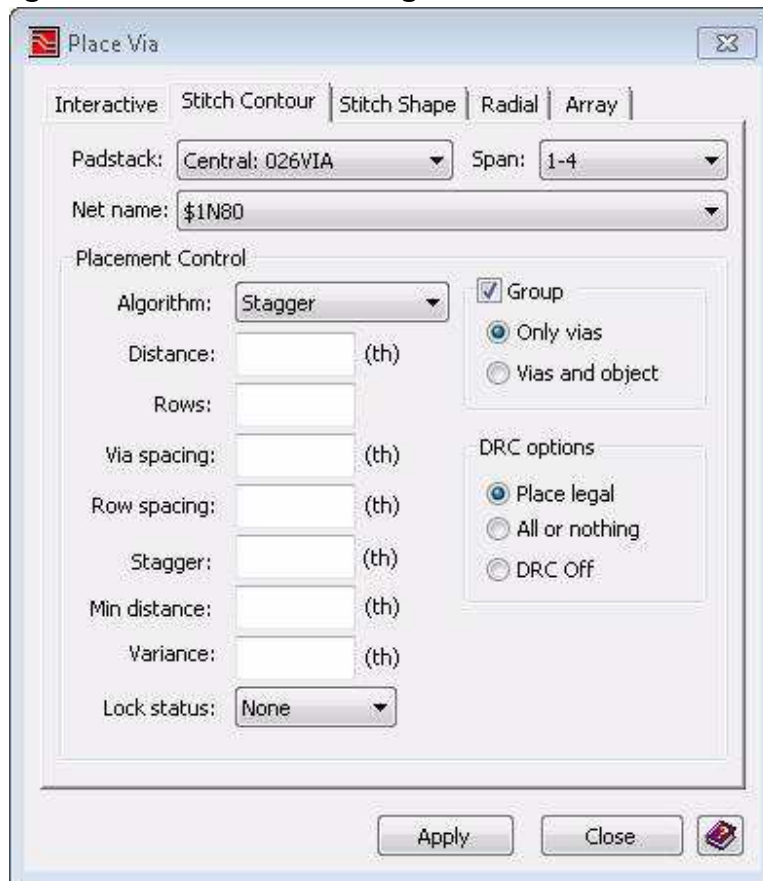 Place Via
Interactive Stitch Contour Stitch Shape Radial Array
Padstack: Central: 026VIA Span: 1-4
Net name: $1N80
Placement Control
Algorithm: Stagger
Distance: (th)
Rows:
Via spacing: (th)
Row spacing: (th)
Stagger: (th)
Min distance: (th)
Variance: (th)
Lock status: None
Group
Only vias
Vias and object
DRC options
Place legal
All or nothing
DRC Off
Apply Close